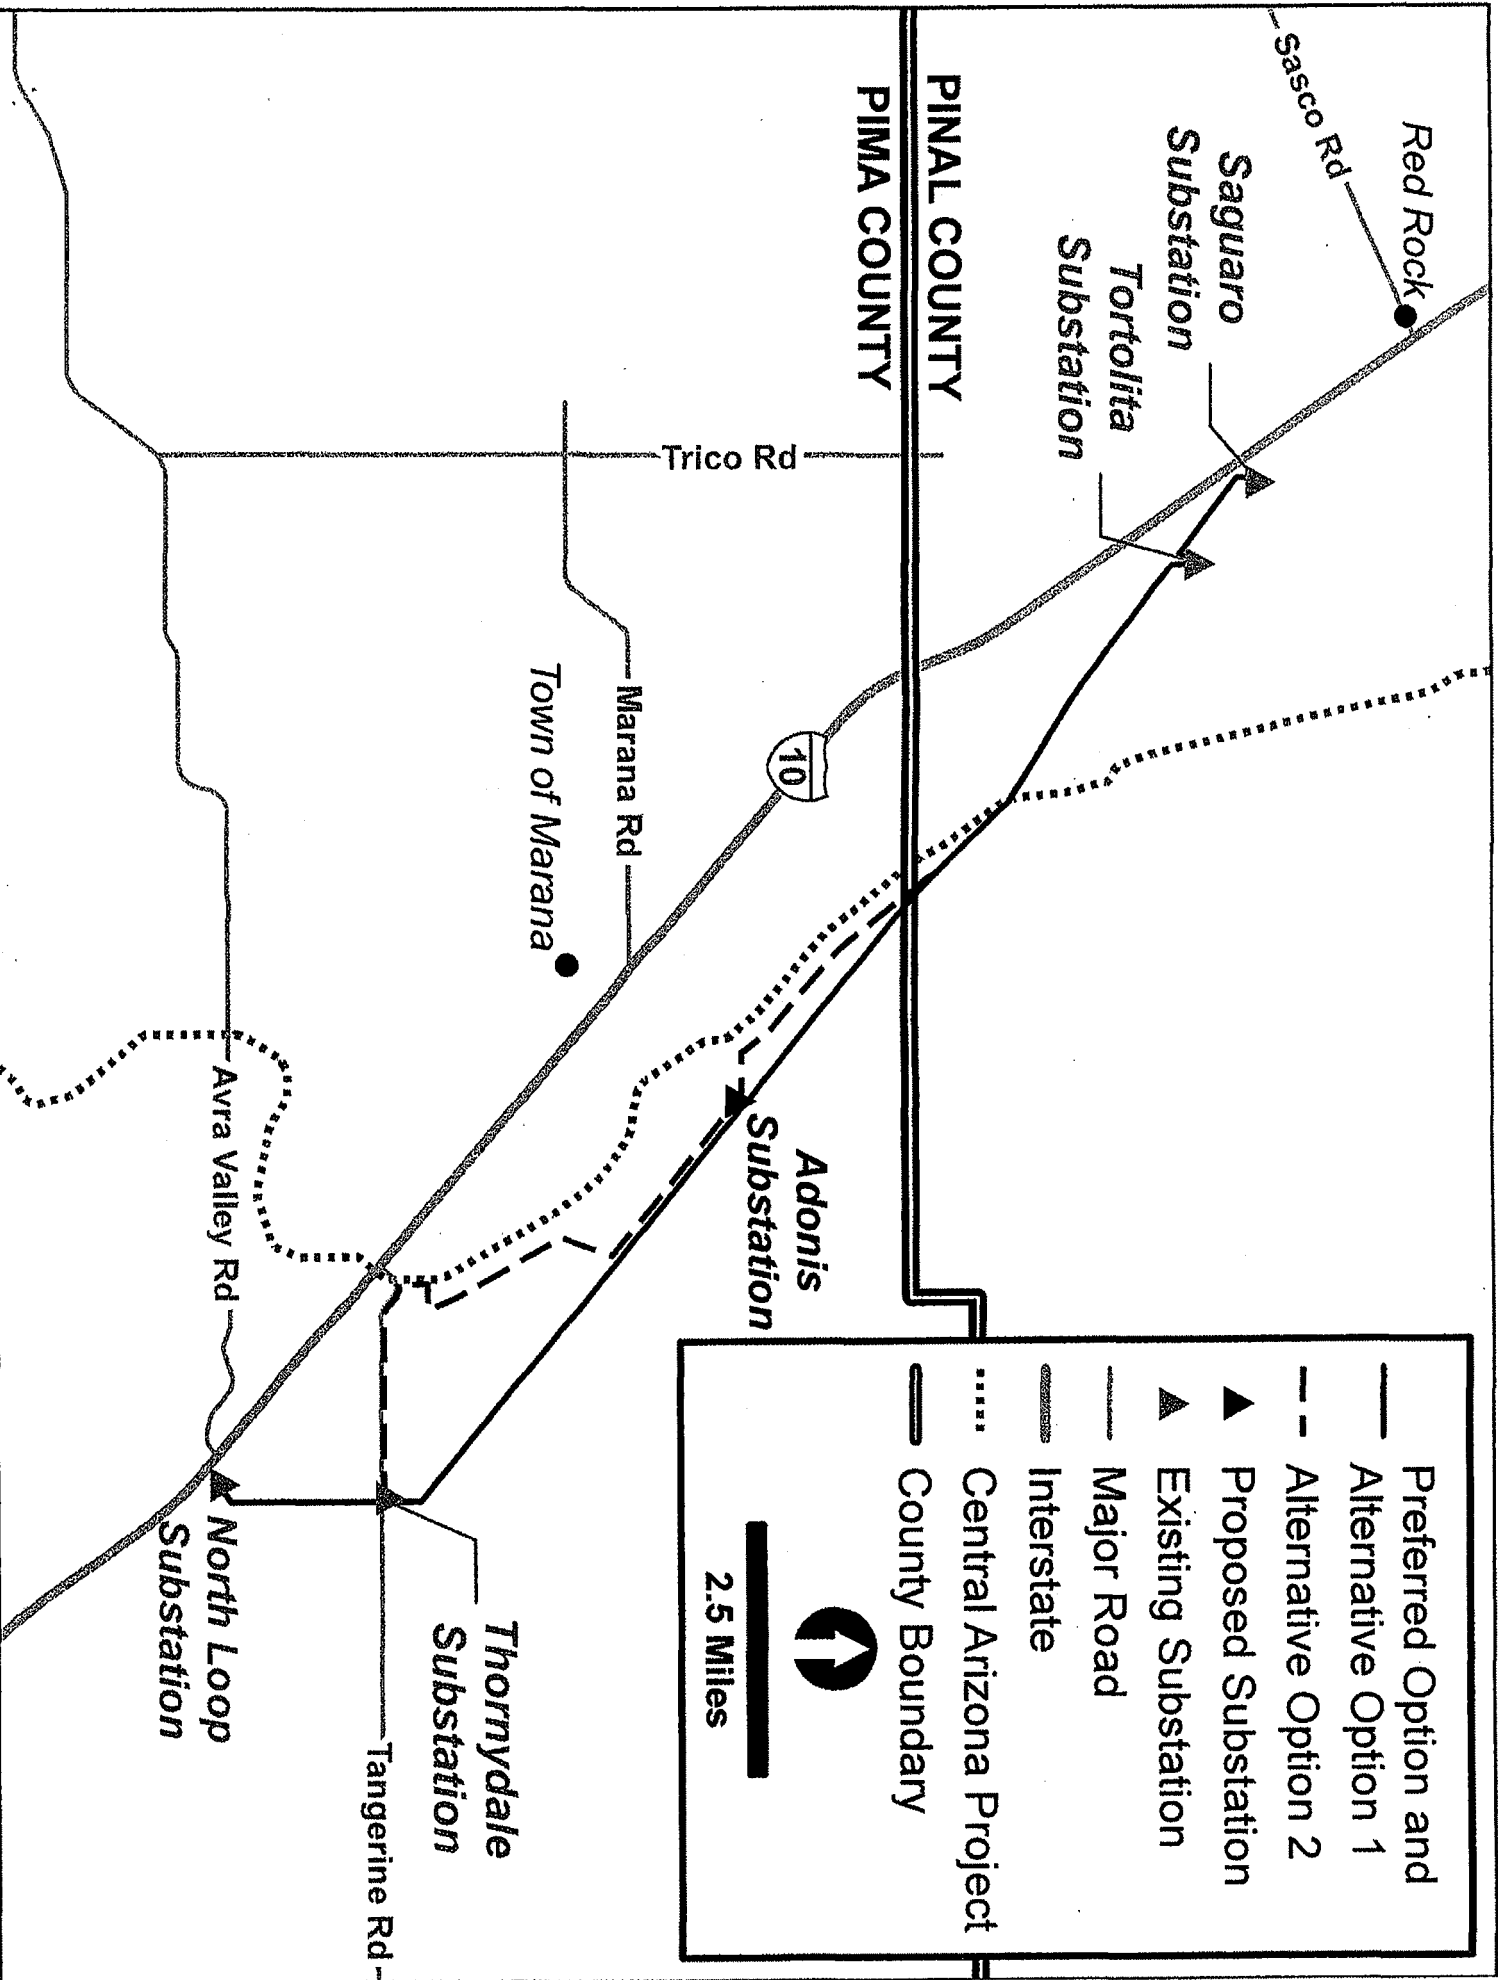 Red Rock
Sasco Rd
Saguaro
Substation
Tortolita
Substation
PINAL COUNTY
PIMA COUNTY
Trico Rd
10
Marana Rd
Town of Marana
Adonis
Substation
Avra Valley Rd
Thornydale
Substation
North Loop
Substation
Tangerine Rd
Preferred Option and
Alternative Option 1
Alternative Option 2
Proposed Substation
Existing Substation
Major Road
Interstate
Central Arizona Project
County Boundary
2.5 Miles